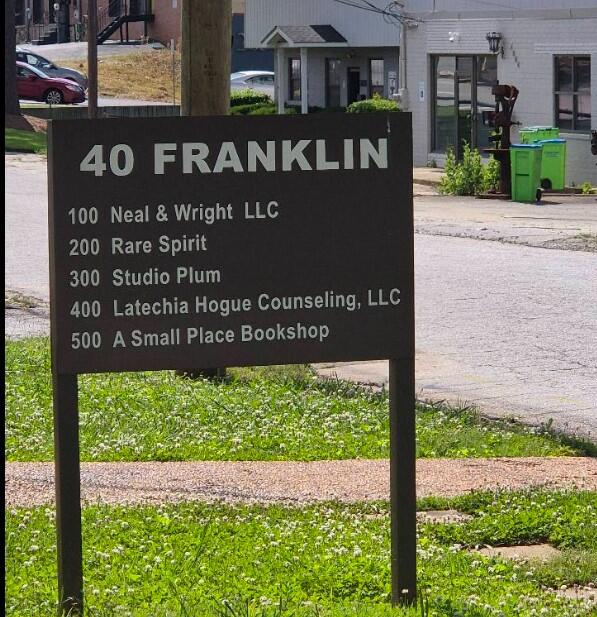 40 FRANKLIN
100 Neal & Wright LLC
200 Rare Spirit
300 Studio Plum
400 Latechia Hogue Counseling, LLC
500 A Small Place Bookshop